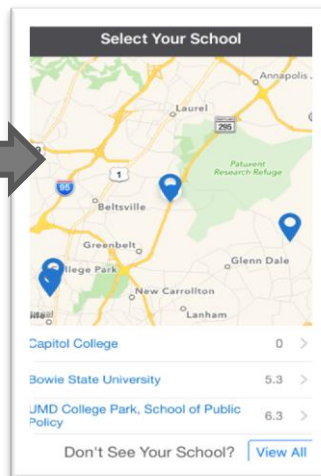 Select Your School
Annapolis
Laurel
295
1
Patuxent
Research Refuge
95
Beltsville
Greenbelt
Glenn Dale
llege Park
New Carrollton
Lanham
Capitol College 0 >
Bowie State University 5.3 >
UMD College Park, School of Public 6.3 >
Policy
Don't See Your School? View All